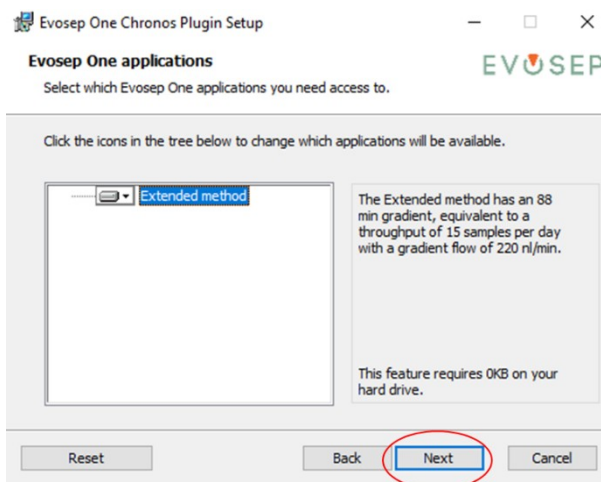 Evosep One Chronos Plugin Setup
Evosep One applications
EVOSEP
Select which Evosep One applications you need access to.
Click the icons in the tree below to change which applications will be available.
Extended method
The Extended method has an 88
min gradient, equivalent to a
throughput of 15 samples per day
with a gradient flow of 220 nl/min.
This feature requires 0KB on your
hard drive.
Reset
Back
Next
Cancel